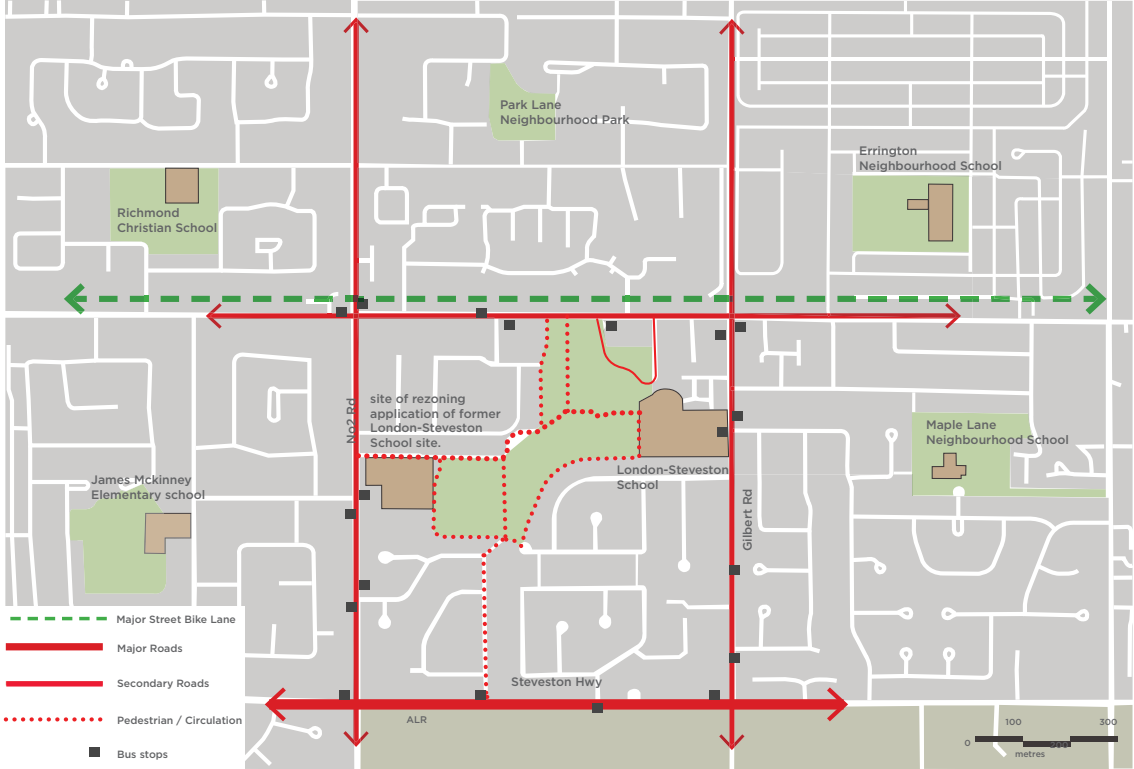 Park Lane
Neighbourhood Park
Errington
Neighbourhood School
Richmond
Christian School
No2 Rd
site of rezoning
application of former
London-Steveston
School site.
Maple Lane
Neighbourhood School
London-Steveston
School
James Mckinney
Elementary school
Gilbert Rd
Major Street Bike Lane
Major Roads
Secondary Roads
Pedestrian / Circulation
Bus stops
Steveston Hwy
ALR
100
300
0
200
metres